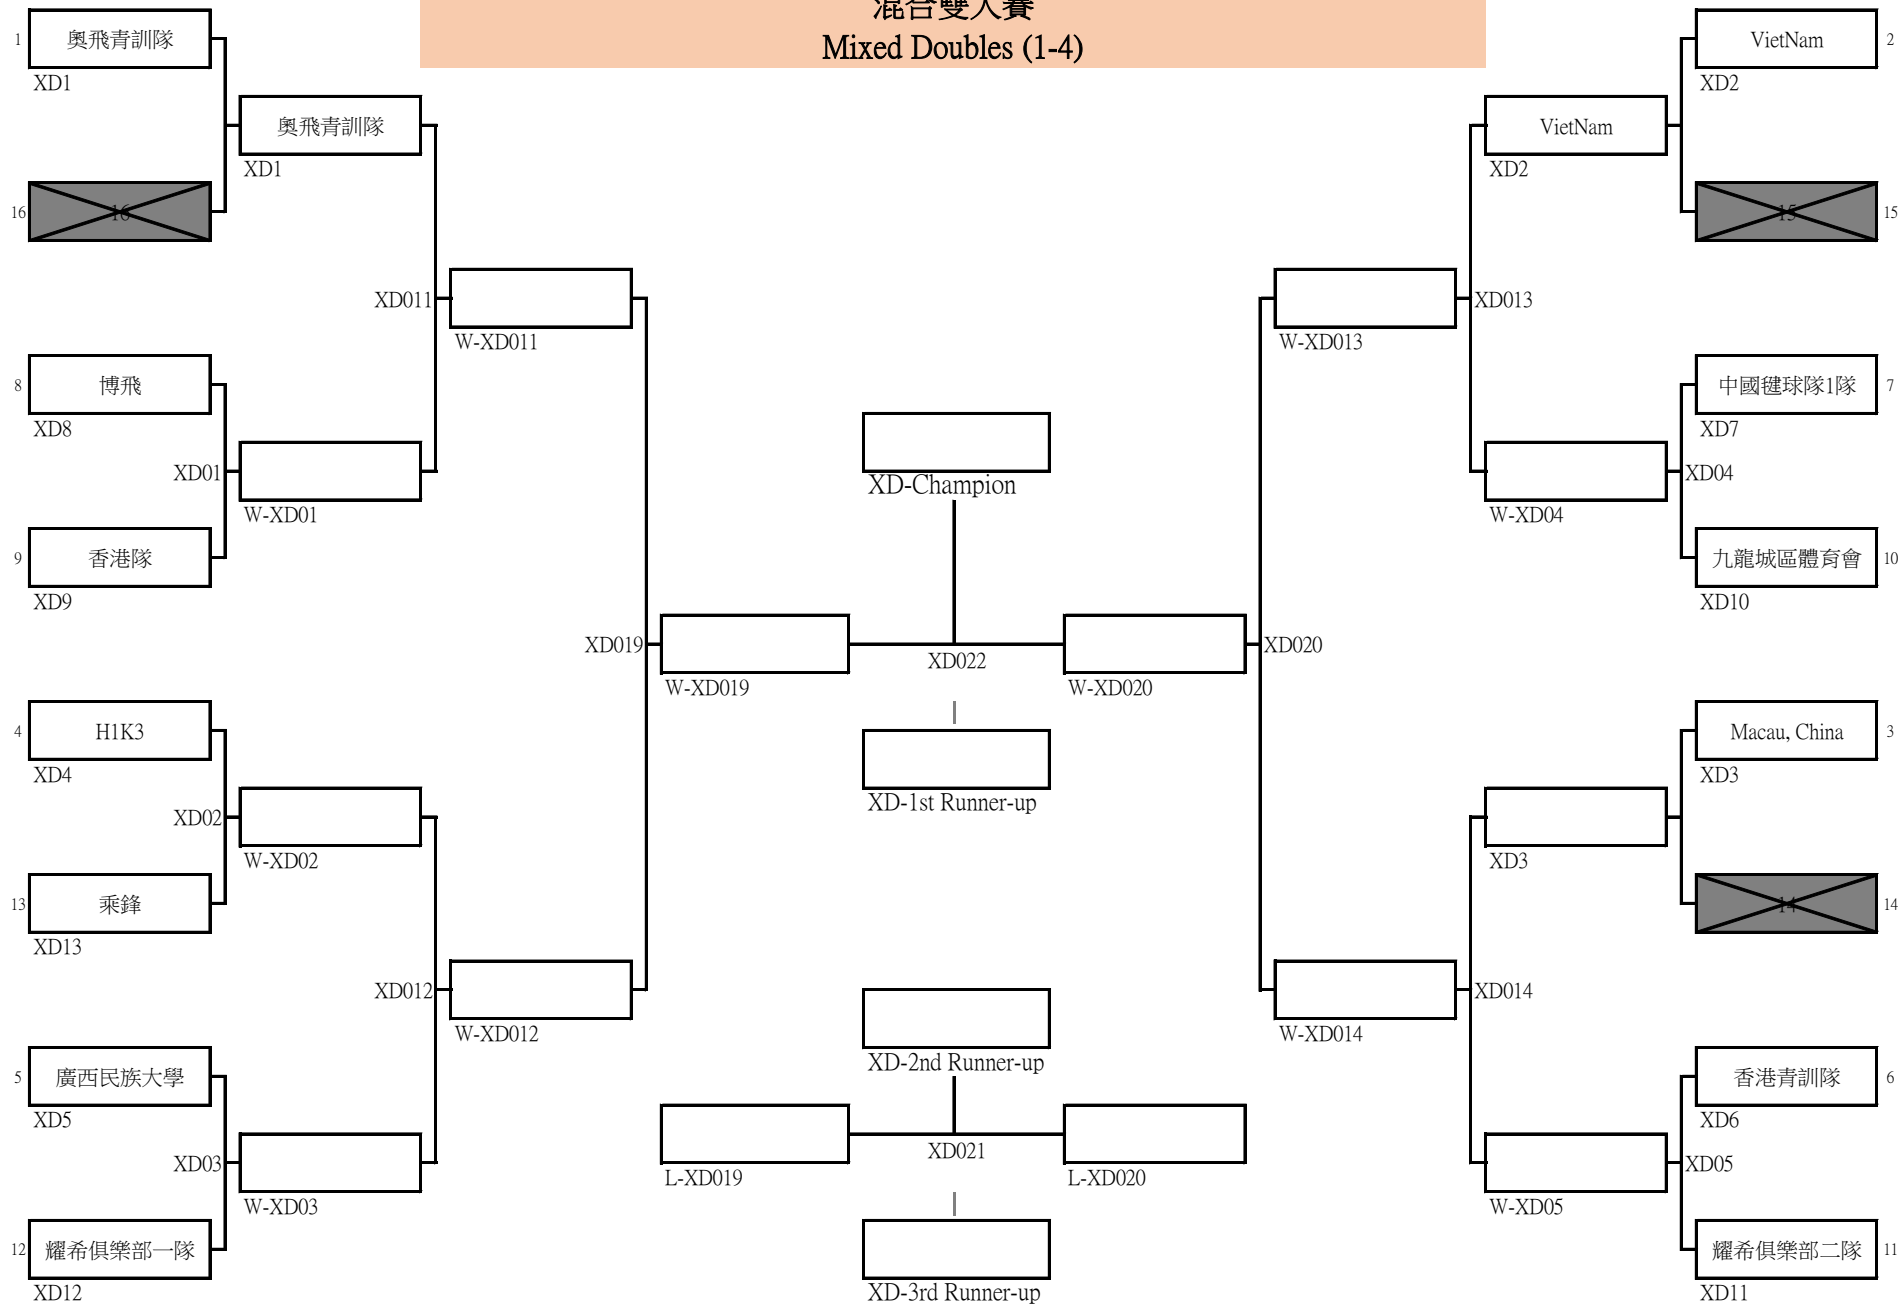 混合雙人賽
Mixed Doubles (1-4)
1
奧飛青訓隊
XD1
奧飛青訓隊
XD1
16
16
XD011
W-XD011
8
博飛
XD8
XD01
W-XD01
9
香港隊
XD9
XD019
W-XD019
4
H1K3
XD4
XD02
W-XD02
13
乘鋒
XD13
XD012
W-XD012
5
廣西民族大學
XD5
XD03
W-XD03
12
耀希俱樂部一隊
XD12
XD-Champion
XD022
XD-1st Runner-up
XD-2nd Runner-up
L-XD019
XD021
L-XD020
XD-3rd Runner-up
VietNam
2
XD2
VietNam
XD2
15
15
XD013
W-XD013
中國毽球隊1隊
7
XD7
XD04
W-XD04
九龍城區體育會
10
XD10
XD020
W-XD020
Macau, China
3
XD3
XD3
14
14
XD014
W-XD014
香港青訓隊
6
XD6
XD05
W-XD05
耀希俱樂部二隊
11
XD11